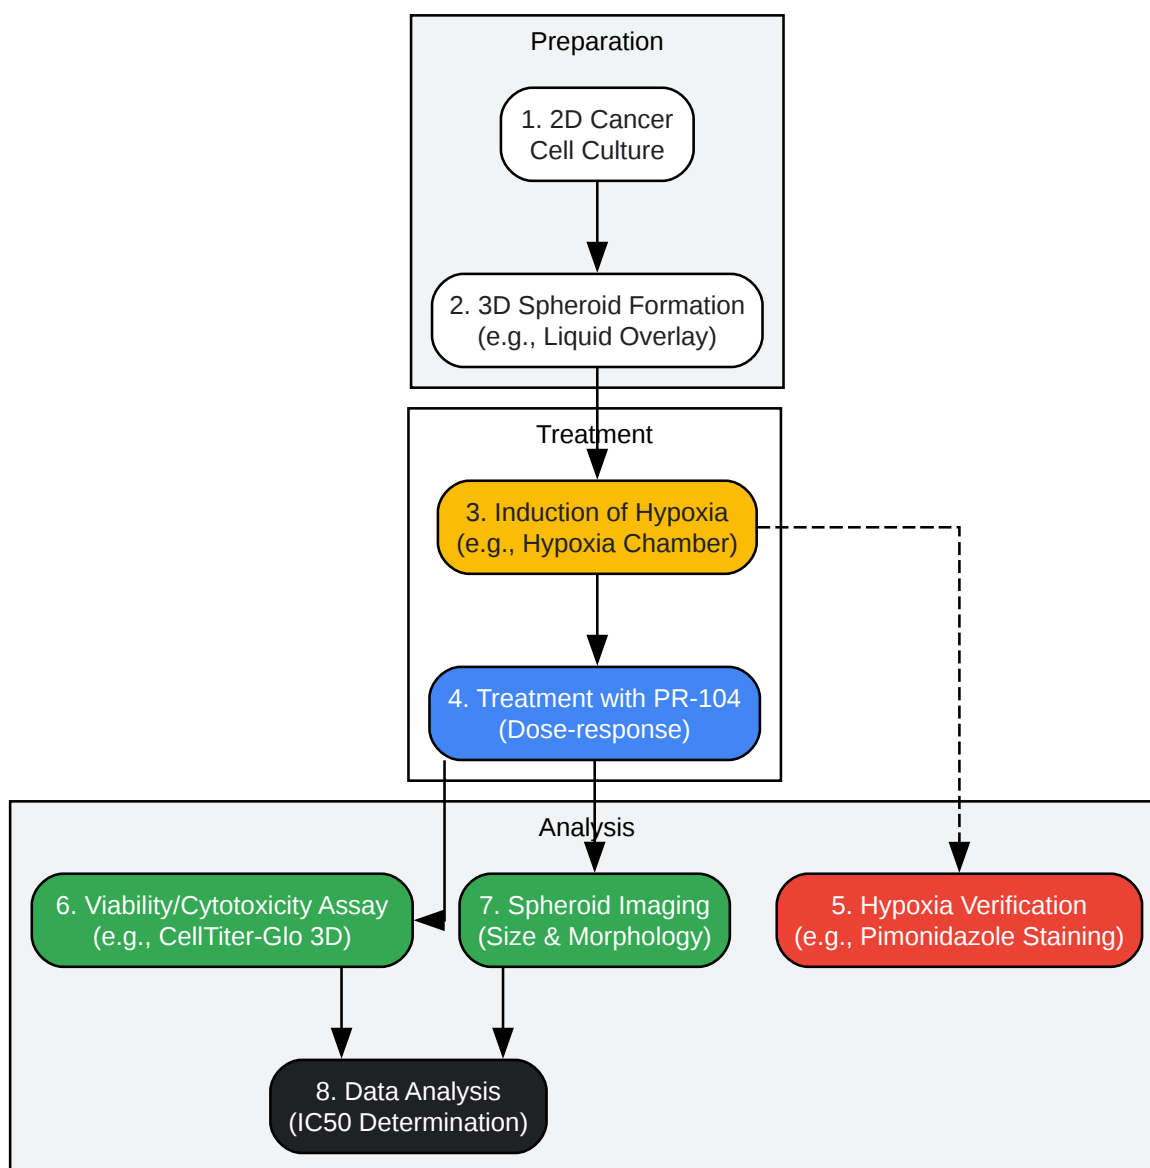 Preparation
1. 2D Cancer
Cell Culture
2. 3D Spheroid Formation
(e.g., Liquid Overlay)
Treatment
3. Induction of Hypoxia
(e.g., Hypoxia Chamber)
4. Treatment with PR-104
(Dose-response)
Analysis
6. Viability/Cytotoxicity Assay
(e.g., CellTiter-Glo 3D)
7. Spheroid Imaging
(Size & Morphology)
5. Hypoxia Verification
(e.g., Pimonidazole Staining)
8. Data Analysis
(IC50 Determination)